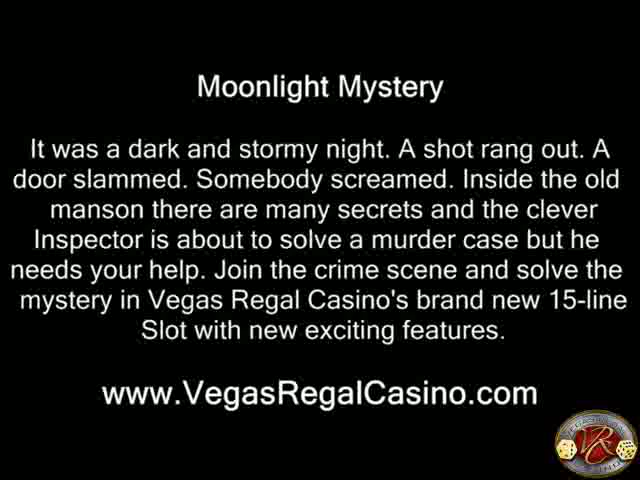 Moonlight Mystery
It was a dark and stormy night. A shot rang out. A
door slammed. Somebody screamed. Inside the old
manson there are many secrets and the clever
Inspector is about to solve a murder case but he
needs your help. Join the crime scene and solve the
mystery in Vegas Regal Casino's brand new 15-line
Slot with new exciting features.
www.VegasRegalCasino.com
VRC